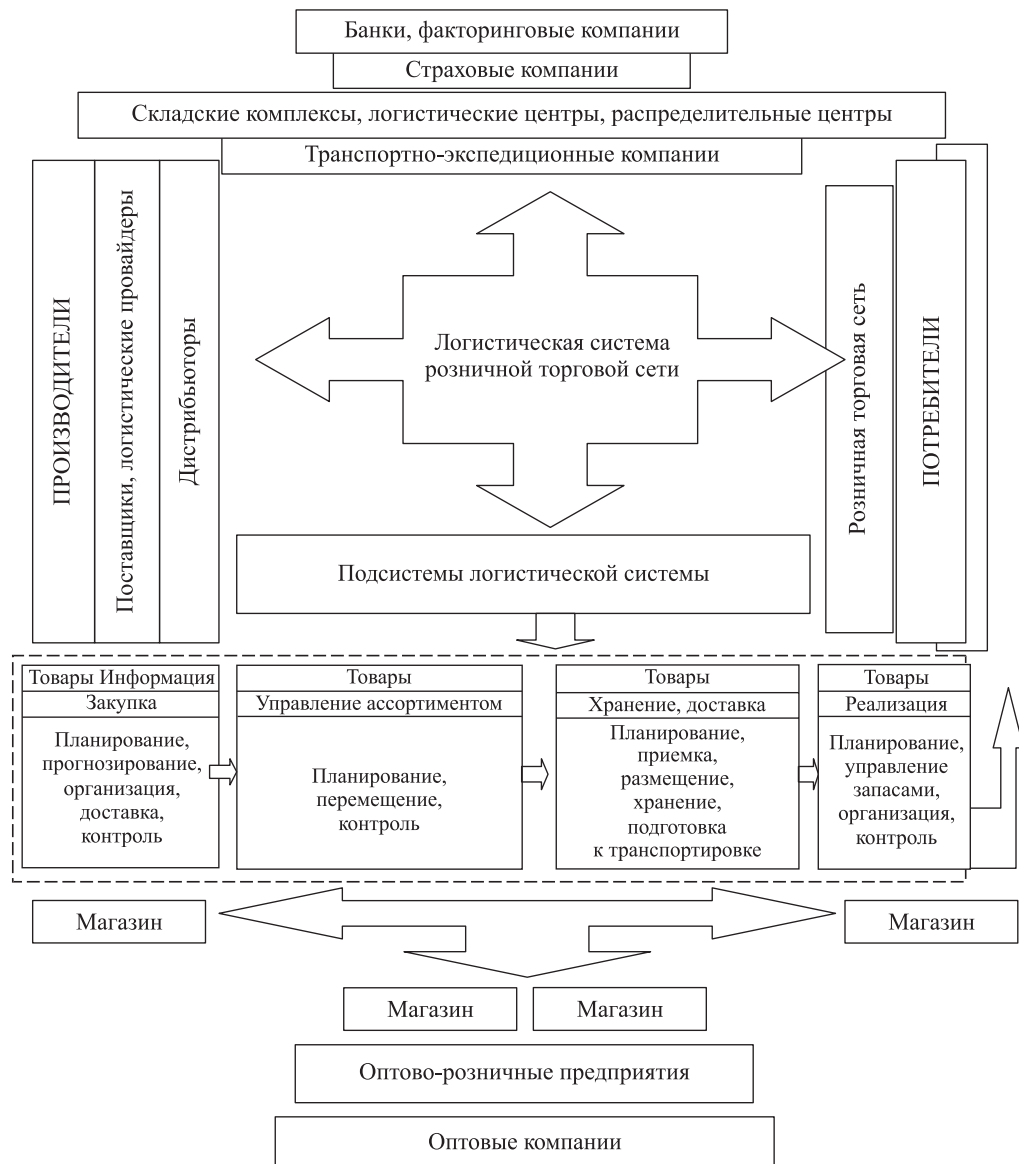 Банки, факторинговые компании
Страховые компании
Складские комплексы, логистические центры, распределительные центры
Транспортно-экспедиционные компании
ПРОИЗВОДИТЕЛИ
Поставщики, логистические провайдеры
Дистрибьюторы
Логистическая система
розничной торговой сети
Розничная торговая сеть
ПОТРЕБИТЕЛИ
Подсистемы логистической системы
Товары Информация
Закупка
Планирование,
прогнозирование,
организация,
доставка,
контроль
Товары
Управление ассортиментом
Планирование,
перемещение,
контроль
Товары
Хранение, доставка
Планирование,
приемка,
размещение,
хранение,
подготовка
к транспортировке
Товары
Реализация
Планирование,
управление
запасами,
организация,
контроль
Магазин
Магазин
Магазин
Магазин
Оптово-розничные предприятия
Оптовые компании